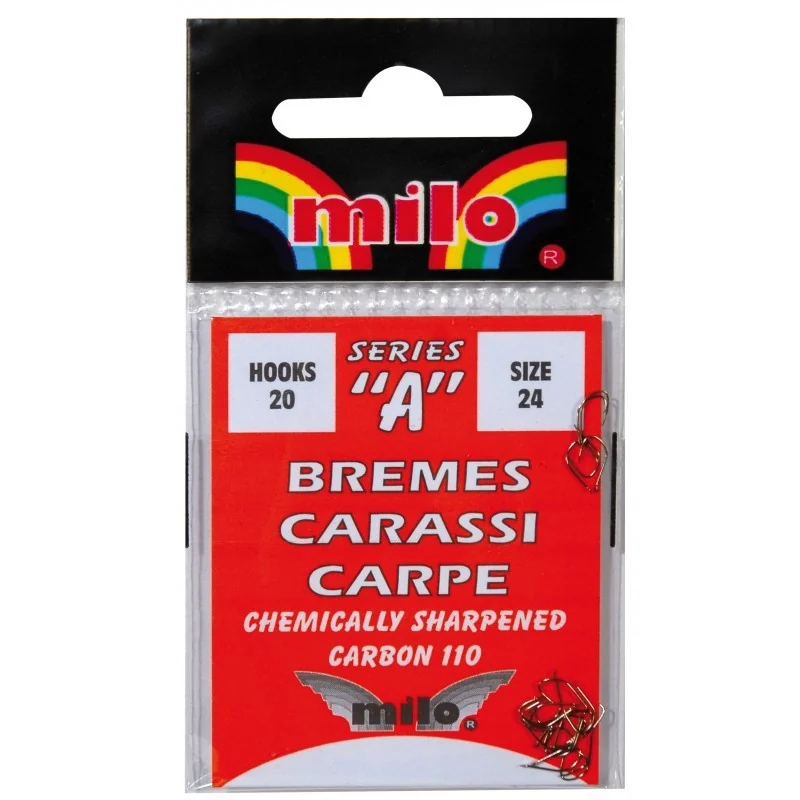 milo
R
HOOKS
20
SERIES
"A"
SIZE
24
BREMES
CARASSI
CARPE
CHEMICALLY SHARPENED
CARBON 110
milo R